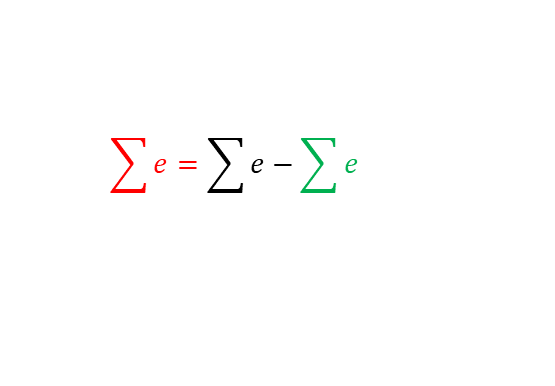 ∑ e = ∑ e − ∑ e